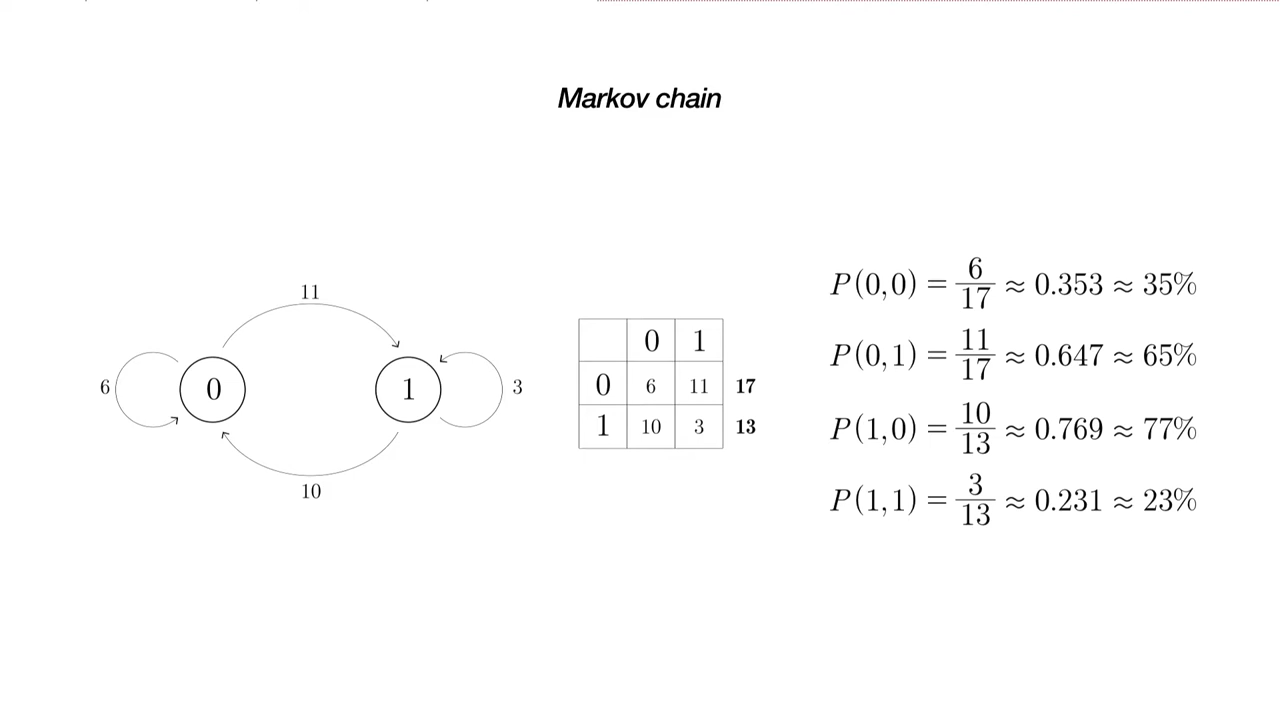 Markov chain
11
6
0
1
3
10
0 1
0 6 11 17
1 10 3 13
P(0,0) = 6/17 ≈ 0.353 ≈ 35%
P(0,1) = 11/17 ≈ 0.647 ≈ 65%
P(1,0) = 10/13 ≈ 0.769 ≈ 77%
P(1,1) = 3/13 ≈ 0.231 ≈ 23%